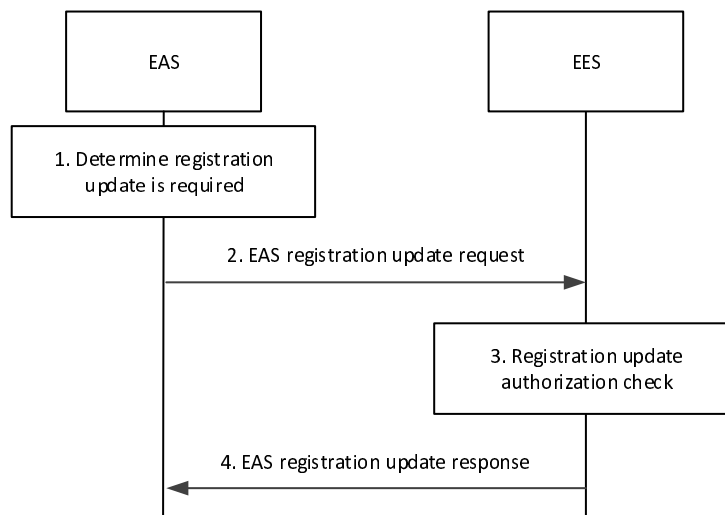 EAS
EES
1. Determine registration
update is required
2. EAS registration update request
3. Registration update
authorization check
4. EAS registration update response